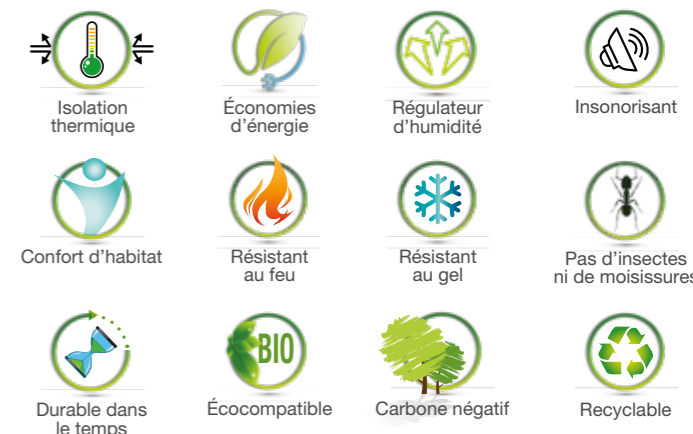 Isolation
thermique
Économies
d'énergie
Régulateur
d'humidité
Insonorisant
Confort d'habitat
Résistant
au feu
Résistant
au gel
Pas d'insectes
ni de moisissures
BIO
Durable dans
le temps
Écocompatible
Carbone négatif
Recyclable